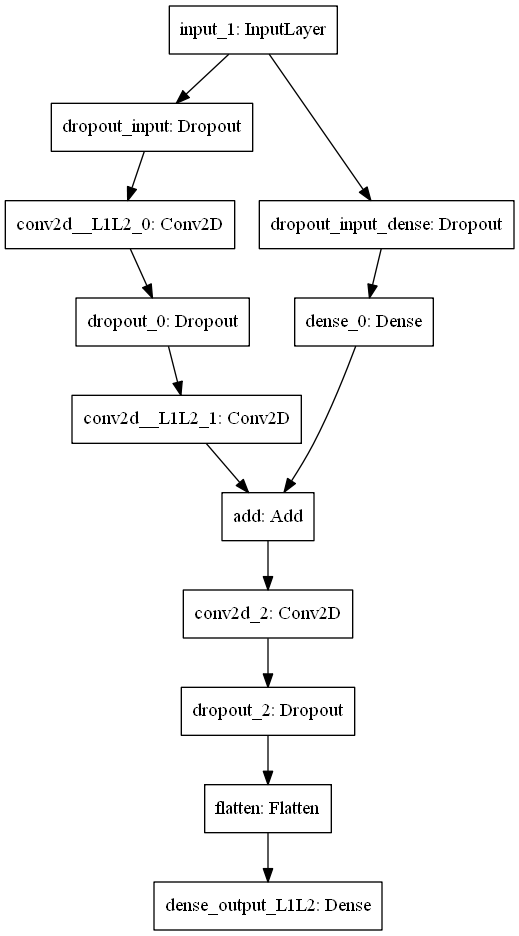 input_1: InputLayer
dropout_input: Dropout
conv2d__L1L2_0: Conv2D
dropout_input_dense: Dropout
dropout_0: Dropout
dense_0: Dense
conv2d__L1L2_1: Conv2D
add: Add
conv2d_2: Conv2D
dropout_2: Dropout
flatten: Flatten
dense_output_L1L2: Dense